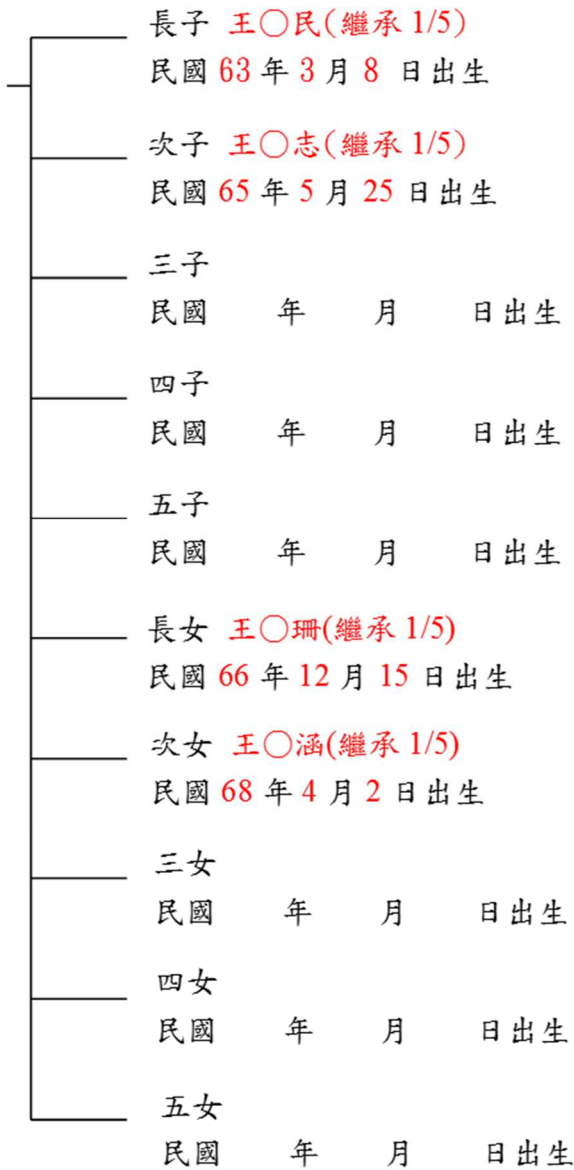 長子 王○民(繼承 1/5)
民國 63 年 3 月 8 日出生
次子 王○志(繼承 1/5)
民國 65 年 5 月 25 日出生
三子
民國 年 月 日出生
四子
民國 年 月 日出生
五子
民國 年 月 日出生
長女 王○珊(繼承 1/5)
民國 66 年 12 月 15 日出生
次女 王○涵(繼承 1/5)
民國 68 年 4 月 2 日出生
三女
民國 年 月 日出生
四女
民國 年 月 日出生
五女
民國 年 月 日出生